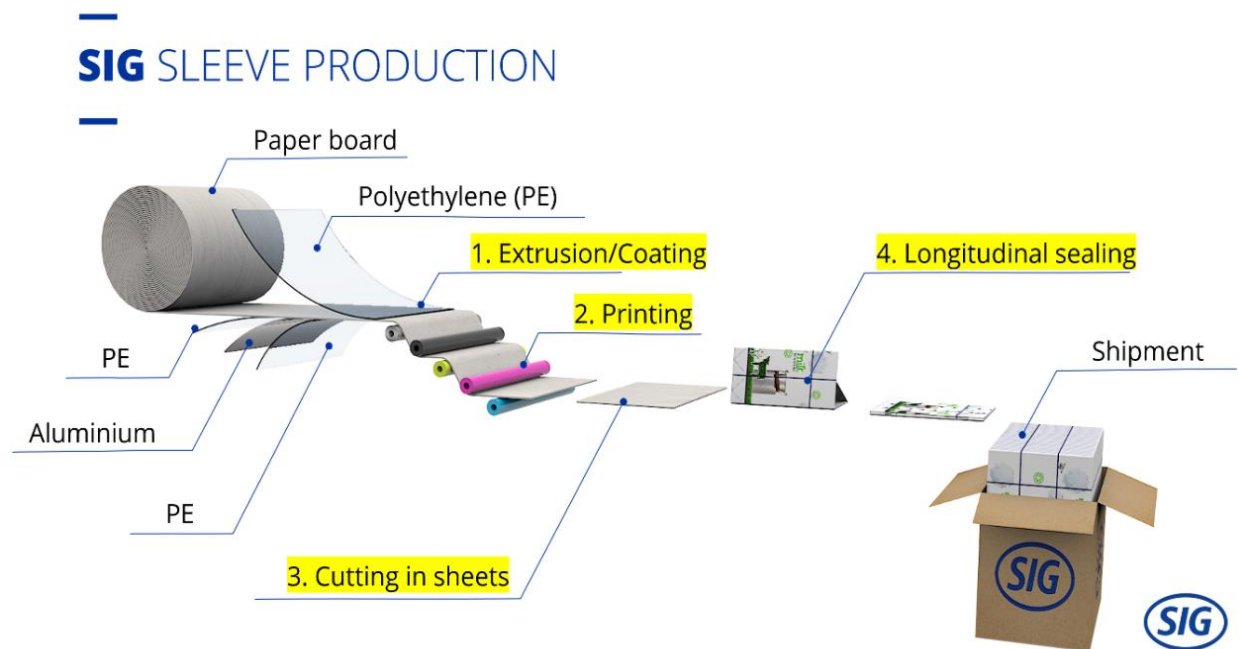 SIG SLEEVE PRODUCTION
Paper board
Polyethylene (PE)
1. Extrusion/Coating
4. Longitudinal sealing
2. Printing
Shipment
PE
milk
Aluminium
PE
3. Cutting in sheets
SIG
SIG